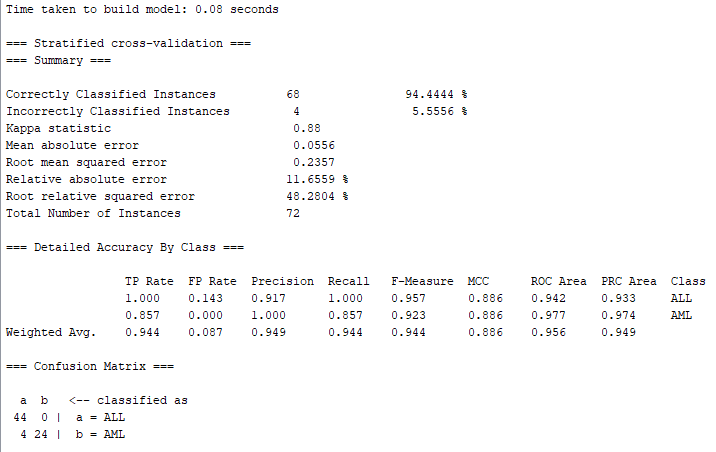 Time taken to build model: 0.08 seconds
=== Stratified cross-validation ===
=== Summary ===
Correctly Classified Instances 68 94.4444 %
Incorrectly Classified Instances 4 5.5556 %
Kappa statistic 0.88
Mean absolute error 0.0556
Root mean squared error 0.2357
Relative absolute error 11.6559 %
Root relative squared error 48.2804 %
Total Number of Instances 72
=== Detailed Accuracy By Class ===
TP Rate FP Rate Precision Recall F-Measure MCC ROC Area PRC Area Class
1.000 0.143 0.917 1.000 0.957 0.886 0.942 0.933 ALL
0.857 0.000 1.000 0.857 0.923 0.886 0.977 0.974 AML
Weighted Avg. 0.944 0.087 0.949 0.944 0.944 0.886 0.956 0.949
=== Confusion Matrix ===
a b <-- classified as
44 0 | a = ALL
4 24 | b = AML